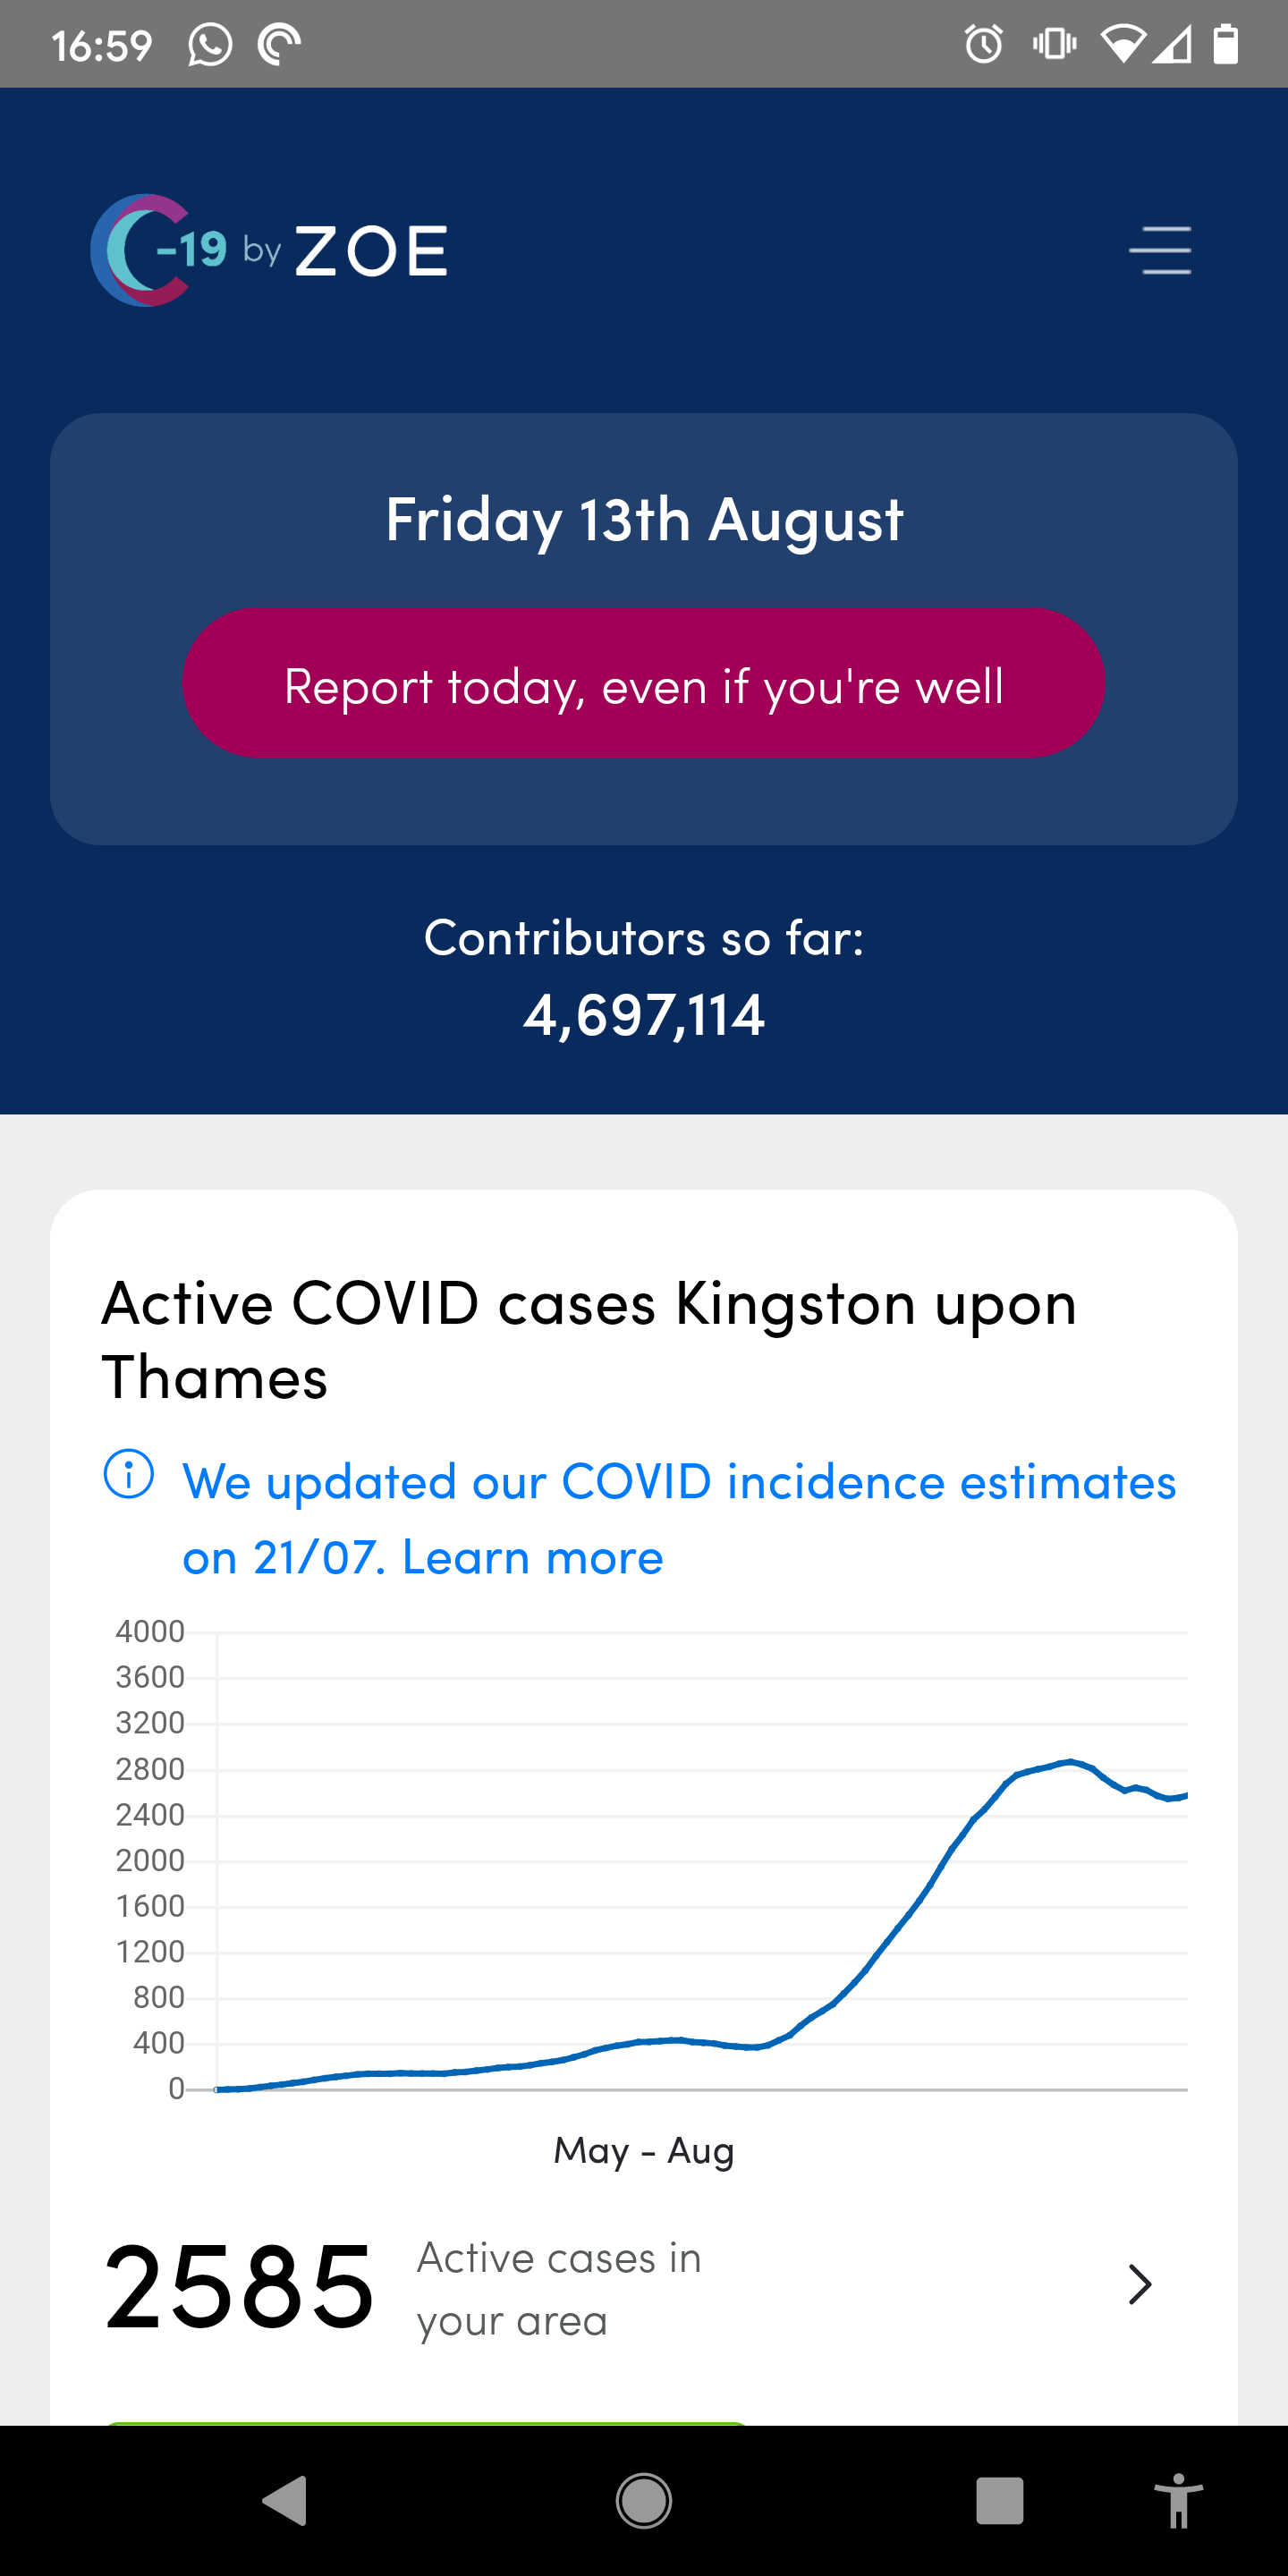 16:59
-19 by ZOE
Friday 13th August
Report today, even if you're well
Contributors so far:
4,697,114
Active COVID cases Kingston upon
Thames
We updated our COVID incidence estimates
on 21/07. Learn more
4000
3600
3200
2800
2400
2000
1600
1200
800
400
0
May - Aug
2585
Active cases in
your area